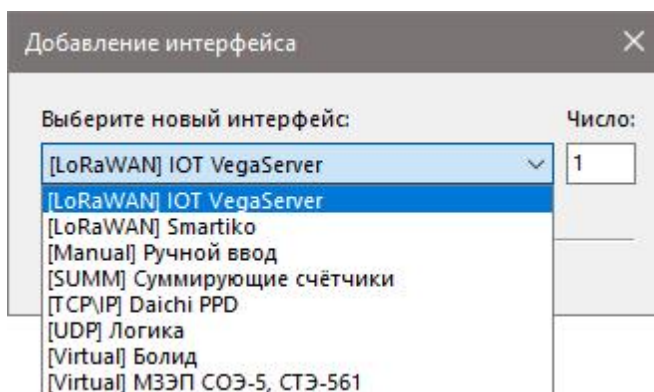 Добавление интерфейса
Выберите новый интерфейс: Число:
[LoRaWAN] IOT VegaServer 1
[LoRaWAN] IOT VegaServer
[LoRaWAN] Smartiko
[Manual] Ручной ввод
[SUMM] Суммирующие счётчики
[TCP\IP] Daichi PPD
[UDP] Логика
[Virtual] Болид
[Virtual] МЗЭП СОЭ-5, СТЭ-561